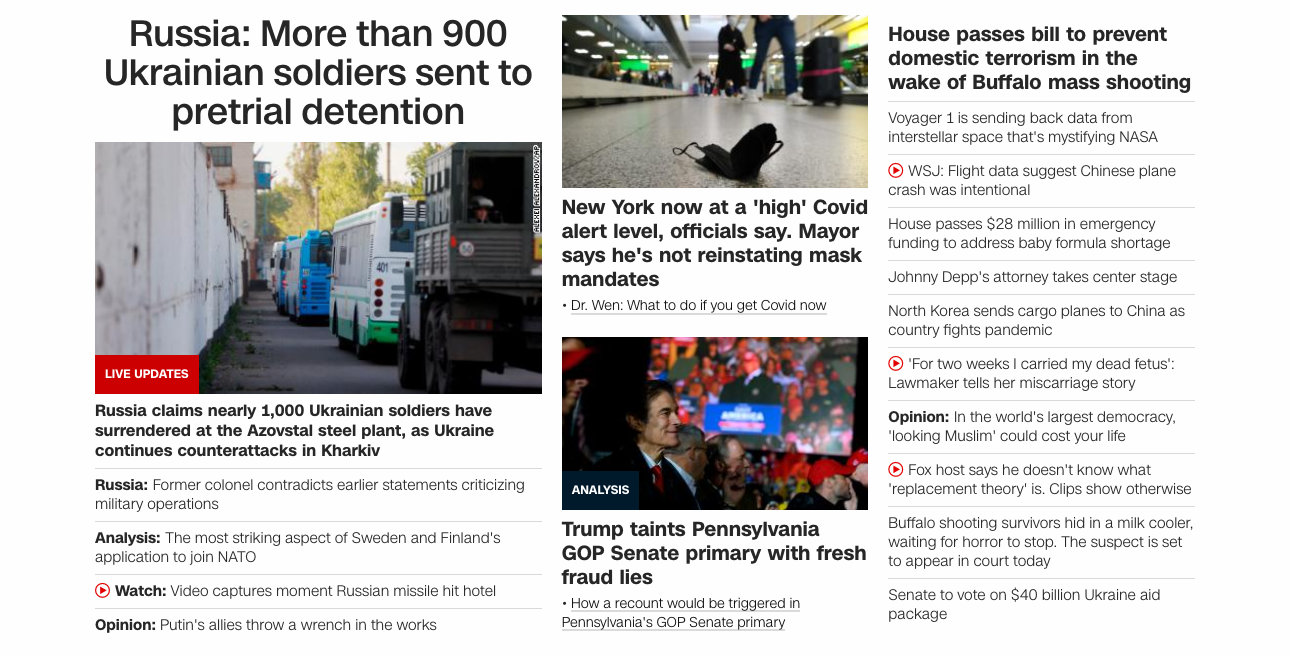 Russia: More than 900
Ukrainian soldiers sent to
pretrial detention
ALEXEI ALEXANDROV/AP
401
LIVE UPDATES
Russia claims nearly 1,000 Ukrainian soldiers have
surrendered at the Azovstal steel plant, as Ukraine
continues counterattacks in Kharkiv
Russia: Former colonel contradicts earlier statements criticizing
military operations
Analysis: The most striking aspect of Sweden and Finland's
application to join NATO
Watch: Video captures moment Russian missile hit hotel
Opinion: Putin's allies throw a wrench in the works
New York now at a 'high' Covid
alert level, officials say. Mayor
says he's not reinstating mask
mandates
• Dr. Wen: What to do if you get Covid now
AMERICA
ANALYSIS
Trump taints Pennsylvania
GOP Senate primary with fresh
fraud lies
• How a recount would be triggered in
Pennsylvania's GOP Senate primary
House passes bill to prevent
domestic terrorism in the
wake of Buffalo mass shooting
Voyager 1 is sending back data from
interstellar space that's mystifying NASA
WSJ: Flight data suggest Chinese plane
crash was intentional
House passes $28 million in emergency
funding to address baby formula shortage
Johnny Depp's attorney takes center stage
North Korea sends cargo planes to China as
country fights pandemic
'For two weeks I carried my dead fetus':
Lawmaker tells her miscarriage story
Opinion: In the world's largest democracy,
'looking Muslim' could cost your life
Fox host says he doesn't know what
'replacement theory' is. Clips show otherwise
Buffalo shooting survivors hid in a milk cooler,
waiting for horror to stop. The suspect is set
to appear in court today
Senate to vote on $40 billion Ukraine aid
package